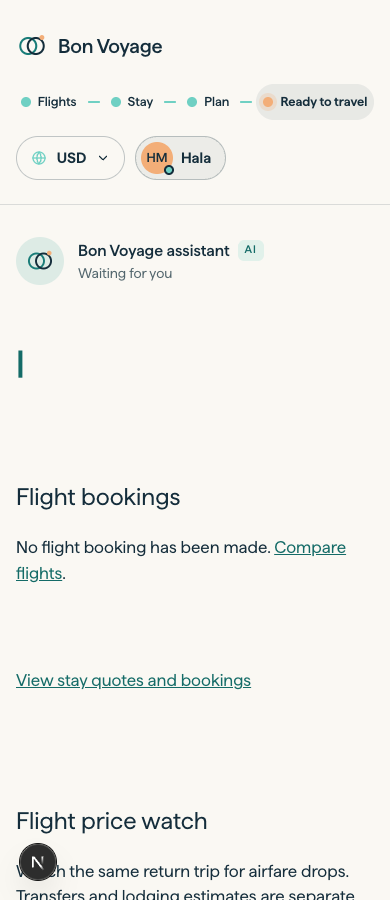 Bon Voyage
Flights
Stay
Plan
Ready to travel
USD
HM
Hala
Bon Voyage assistant AI
Waiting for you
Flight bookings
No flight booking has been made. Compare
flights.
View stay quotes and bookings
Flight price watch
the same return trip for airfare drops.
Transfers and lodging estimates are separate
N